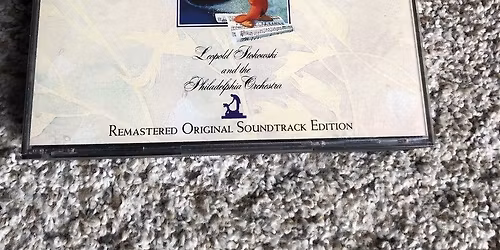 Leopold Stokowski
and the
Philadelphia Orchestra
Remastered Original Soundtrack Edition